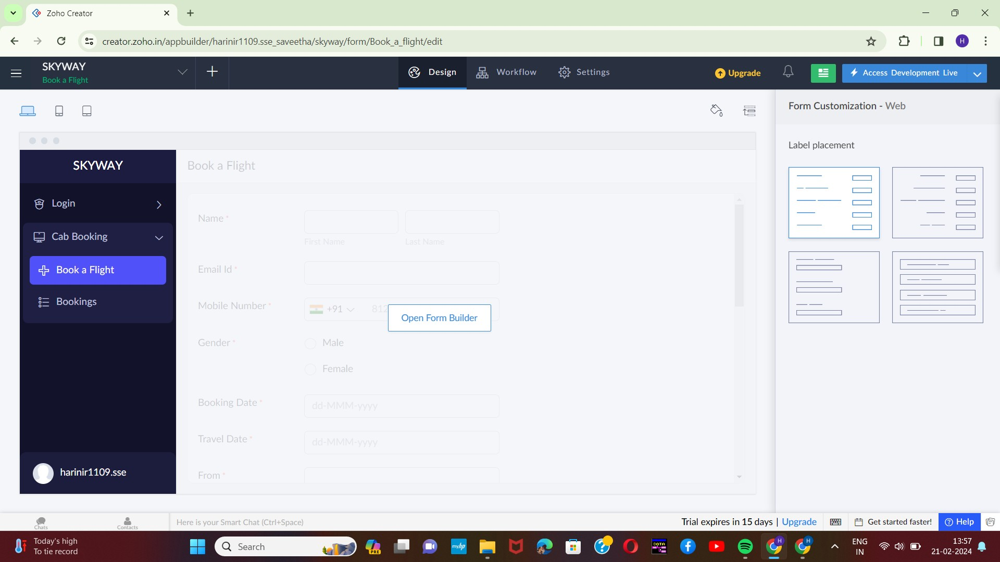 Zoho Creator
creator.zoho.in/appbuilder/harinir1109.sse_saveetha/skyway/form/Book_a_flight/edit
H
SKYWAY
Book a Flight
Design
Workflow
Settings
Upgrade
Access Development Live
Form Customization - Web
Label placement
SKYWAY
Login
Cab Booking
Book a Flight
Bookings
harinir1109.sse
Book a Flight
Name *
First Name
Last Name
Email Id *
Mobile Number *
+91
812
Open Form Builder
Gender *
Male
Female
Booking Date *
dd-MMM-yyyy
Travel Date *
dd-MMM-yyyy
From *
Chats
Contacts
Here is your Smart Chat (Ctrl+Space)
Trial expires in 15 days | Upgrade
Get started faster!
Help
Today's high
To tie record
Search
PRE
myhp
DATA
H
H
ENG
IN
13:57
21-02-2024